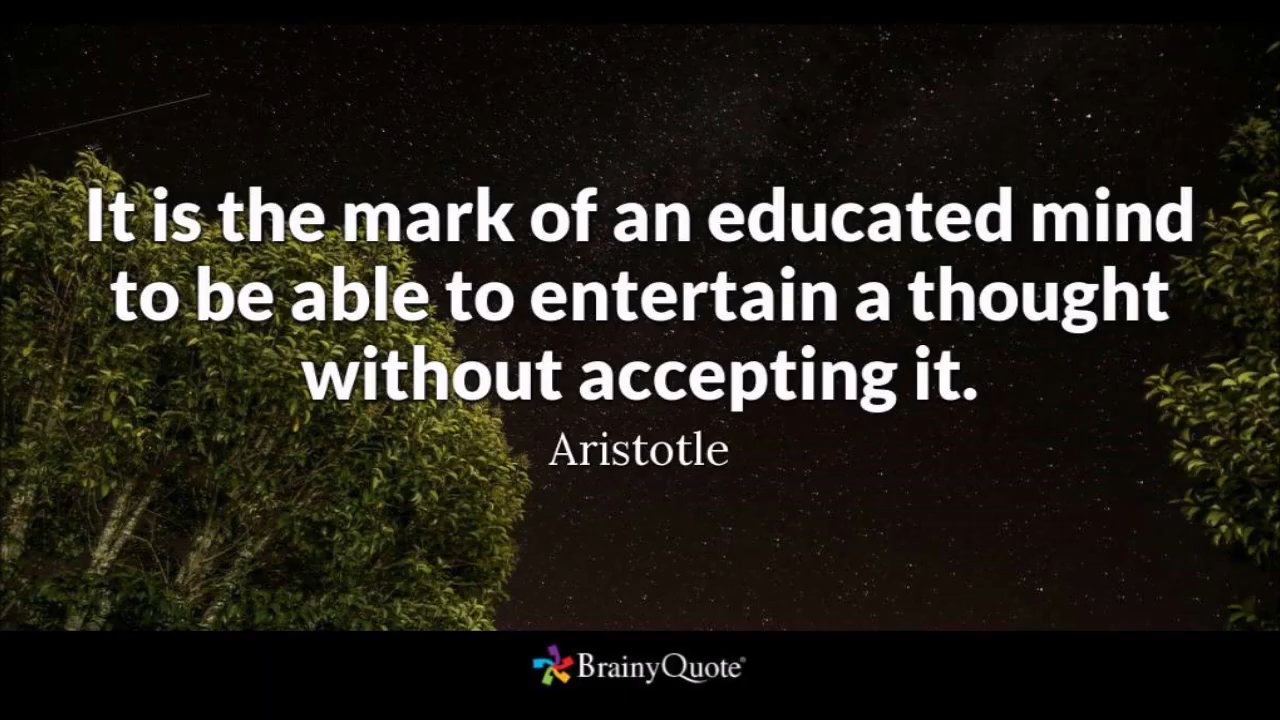 It is the mark of an educated mind
to be able to entertain a thought
without accepting it.
Aristotle
BrainyQuote®